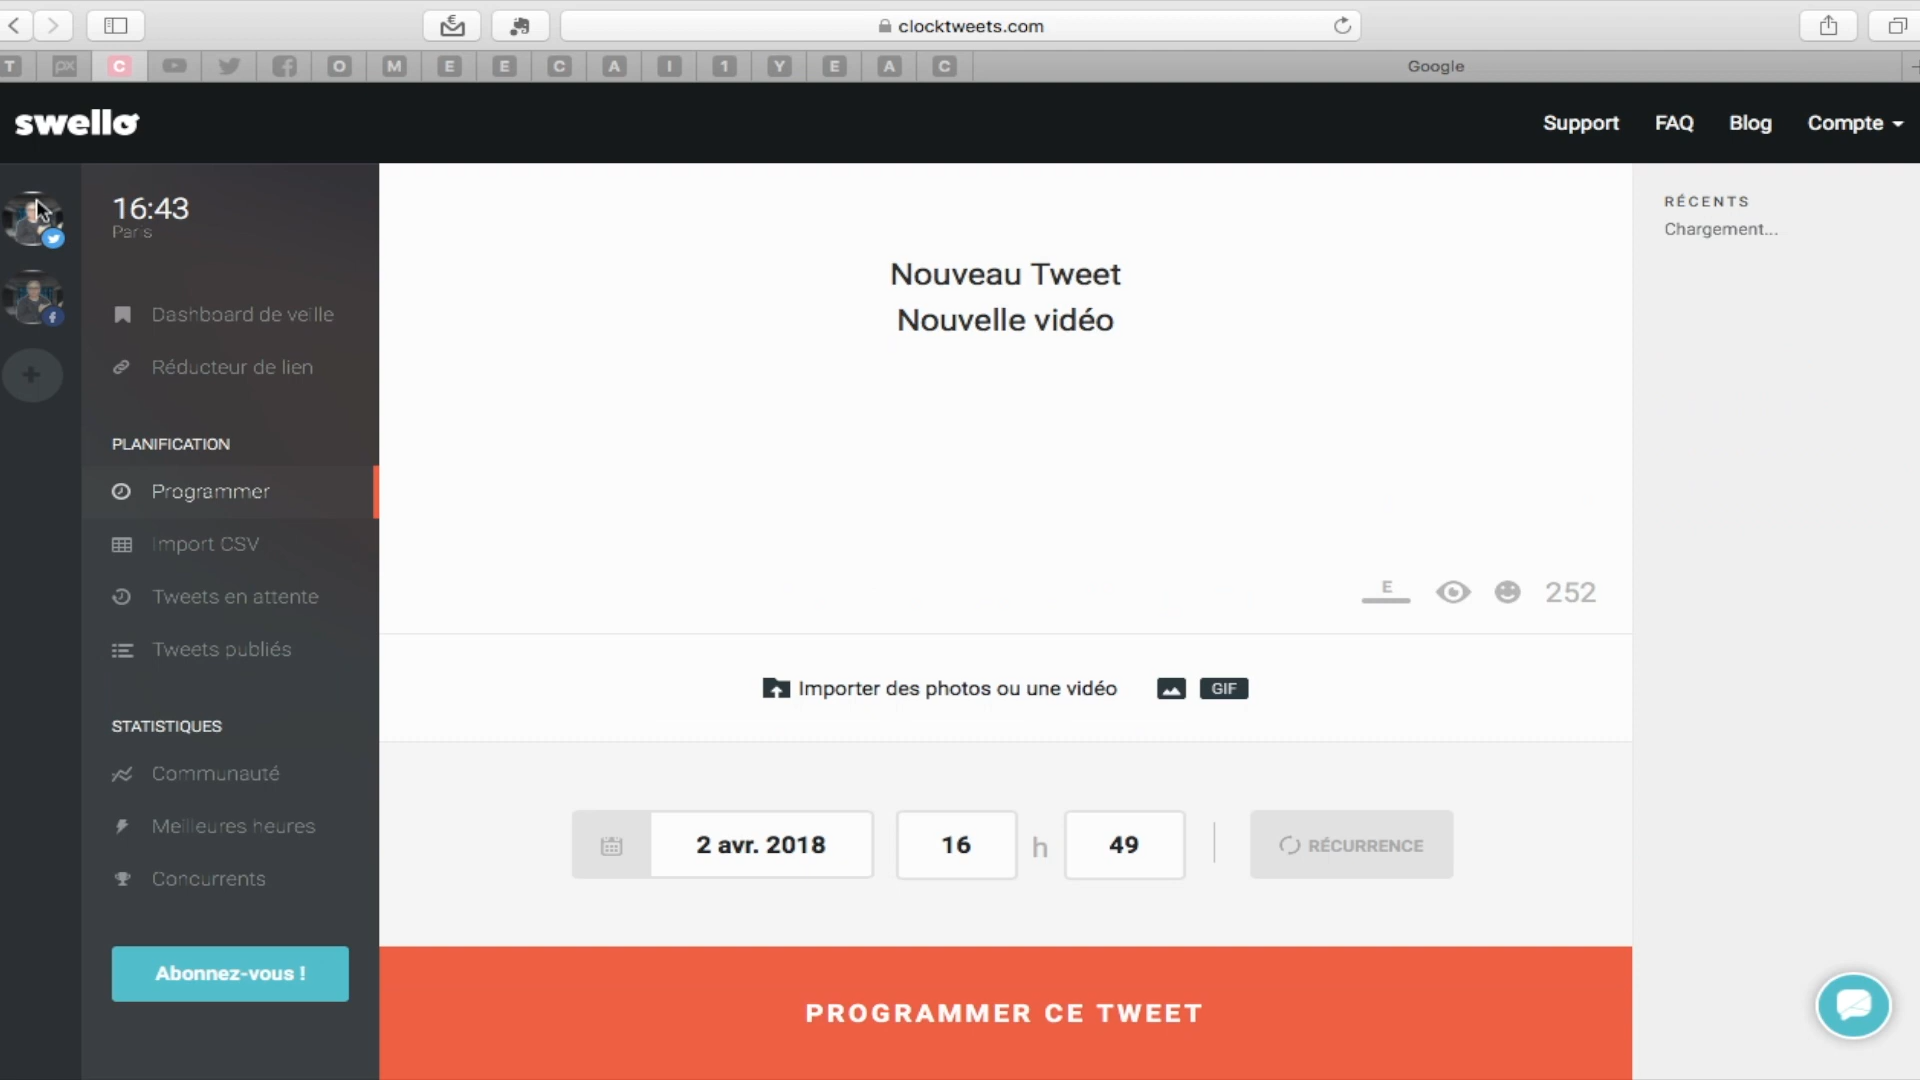 clocktweets.com
T px C O M E E C A I 1 Y E A C Google
swello
Support FAQ Blog Compte
16:43
Paris
Dashboard de veille
Réducteur de lien
PLANIFICATION
Programmer
Import CSV
Tweets en attente
Tweets publiés
STATISTIQUES
Communauté
Meilleures heures
Concurrents
Abonnez-vous !
Nouveau Tweet
Nouvelle vidéo
E 252
Importer des photos ou une vidéo GIF
2 avr. 2018 16 h 49 RÉCURRENCE
PROGRAMMER CE TWEET
RÉCENTS
Chargement...